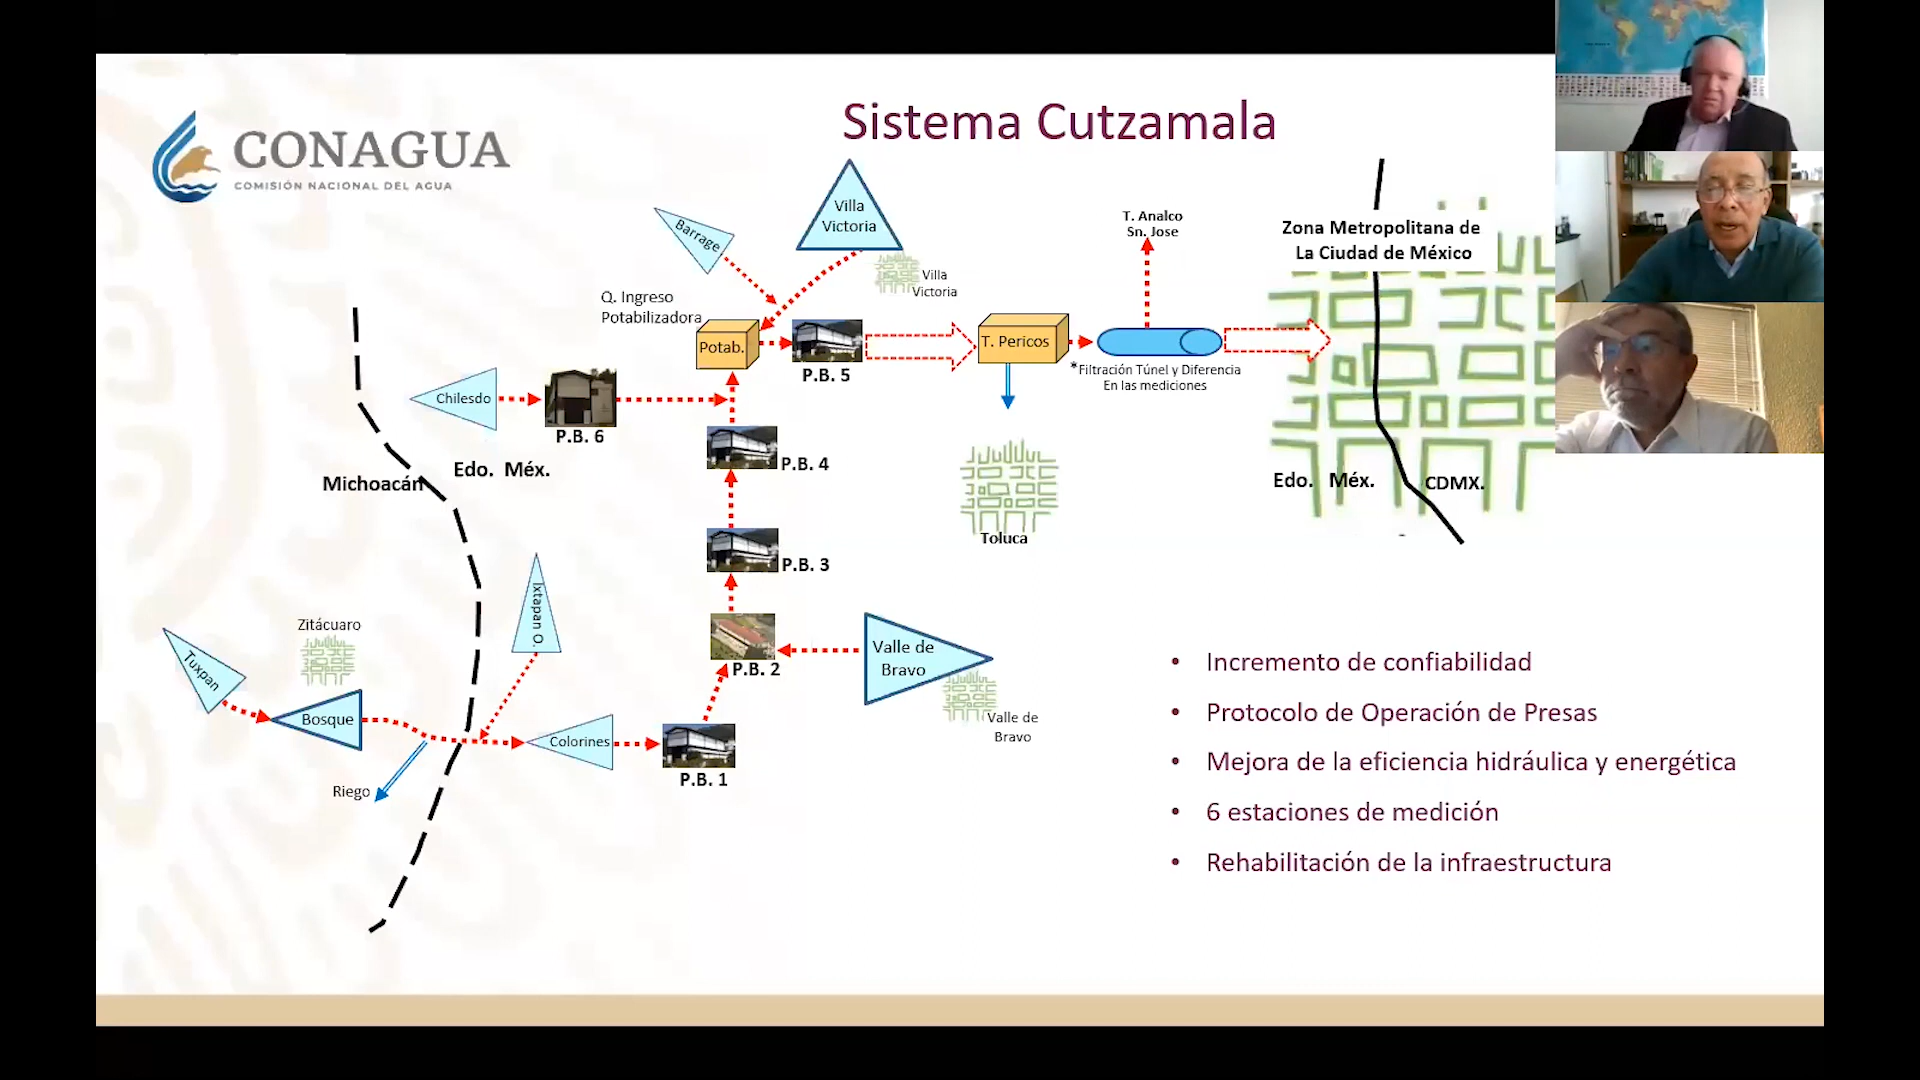 CONAGUA
COMISIÓN NACIONAL DEL AGUA
Sistema Cutzamala
Barrage
Villa
Victoria
Villa
Victoria
T. Analco
Sn. Jose
Zona Metropolitana de
La Ciudad de México
Q. Ingreso
Potabilizadora
Potab.
P.B. 5
T. Pericos
*Filtración Túnel y Diferencia
En las mediciones
Chilesdo
P.B. 6
P.B. 4
Michoacán
Edo. Méx.
Edo. Méx.
CDMX.
Toluca
P.B. 3
Ixtapan O.
Zitácuaro
Tuxpan
Bosque
P.B. 2
Valle de
Bravo
Valle de
Bravo
Colorines
P.B. 1
Riego
• Incremento de confiabilidad
• Protocolo de Operación de Presas
• Mejora de la eficiencia hidráulica y energética
• 6 estaciones de medición
• Rehabilitación de la infraestructura